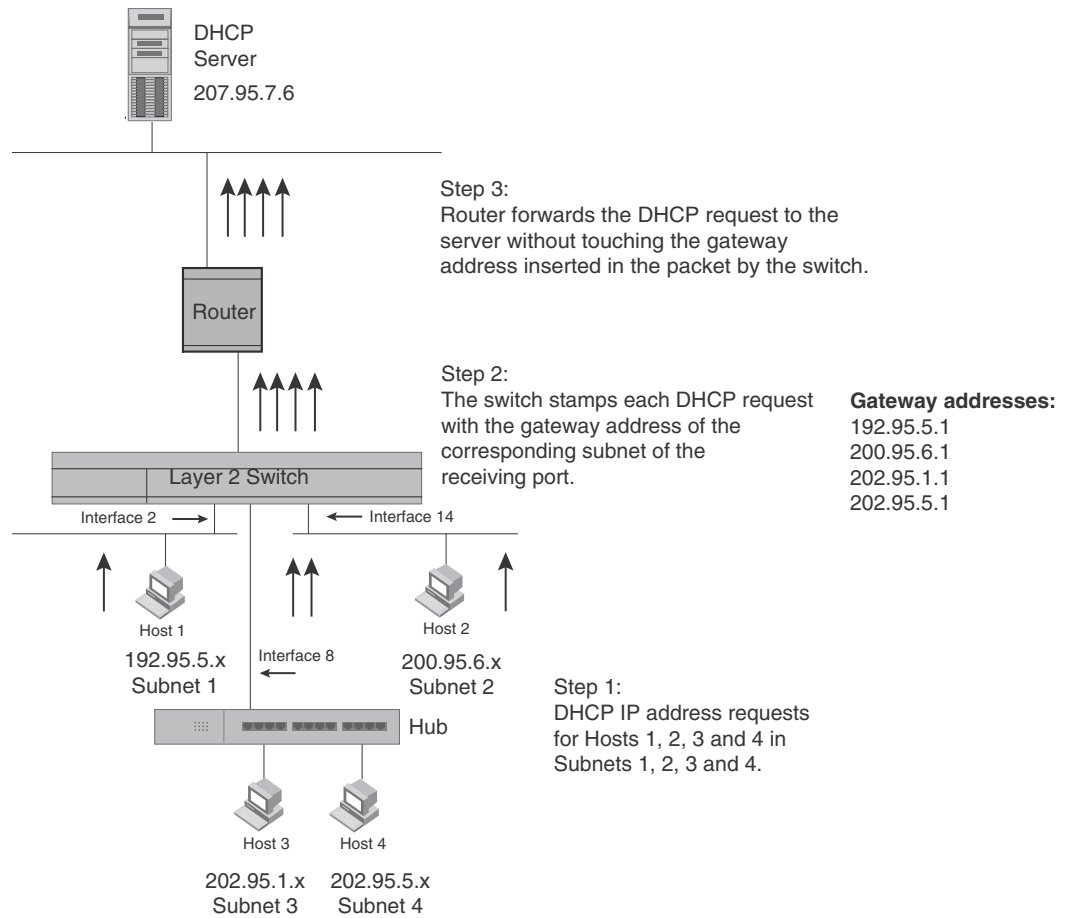 DHCP
Server
207.95.7.6
Step 3:
Router forwards the DHCP request to the
server without touching the gateway
address inserted in the packet by the switch.
Router
Step 2:
The switch stamps each DHCP request
with the gateway address of the
corresponding subnet of the
receiving port.
Gateway addresses:
192.95.5.1
200.95.6.1
202.95.1.1
202.95.5.1
Layer 2 Switch
Interface 2
Interface 14
Host 1
192.95.5.x
Subnet 1
Interface 8
Host 2
200.95.6.x
Subnet 2
Step 1:
DHCP IP address requests
for Hosts 1, 2, 3 and 4 in
Subnets 1, 2, 3 and 4.
Hub
Host 3
Host 4
202.95.1.x
Subnet 3
202.95.5.x
Subnet 4